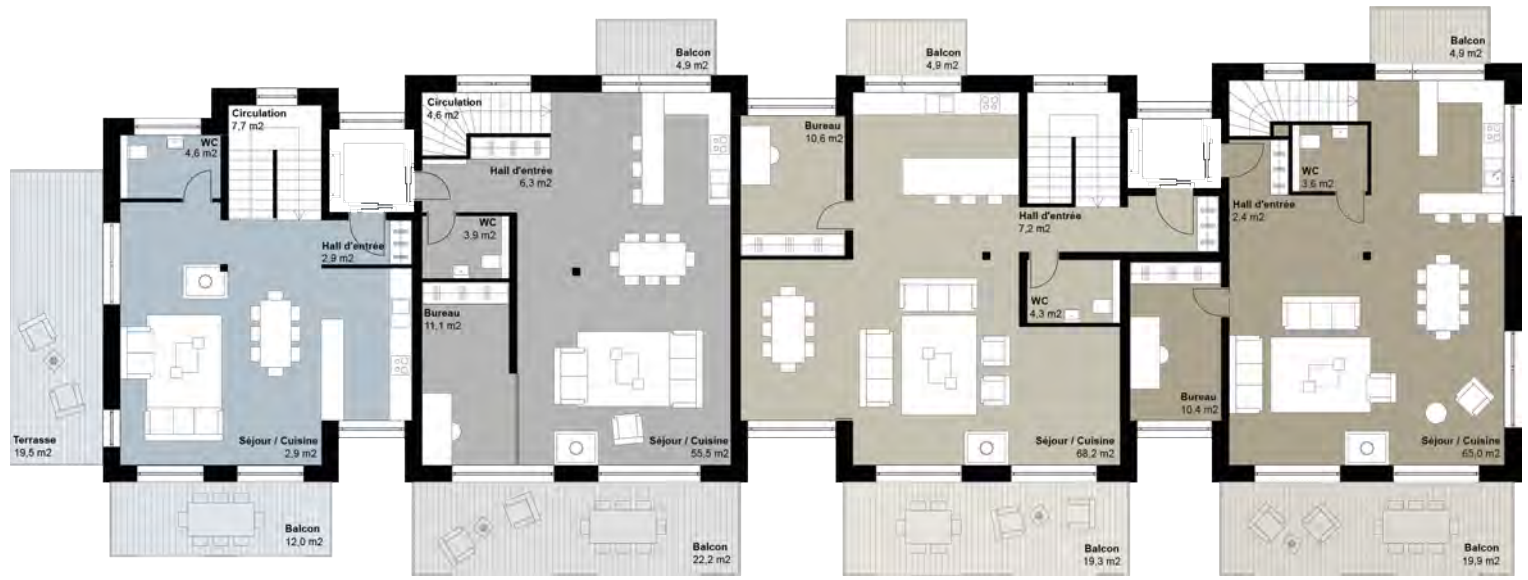 Balcon
4,9 m2
Balcon
4,9 m2
Balcon
4,9 m2
Circulation
7,7 m2
WC
4,6 m2
Circulation
4,6 m2
Hall d'entrée
6,3 m2
Bureau
10,6 m2
WC
3,6 m2
Hall d'entrée
2,4 m2
Hall d'entrée
2,9 m2
WC
3,9 m2
Hall d'entrée
7,2 m2
Bureau
11,1 m2
WC
4,3 m2
Bureau
10,4 m2
Terrasse
19,5 m2
Séjour / Cuisine
2,9 m2
Séjour / Cuisine
55,5 m2
Séjour / Cuisine
68,2 m2
Séjour / Cuisine
65,0 m2
Balcon
12,0 m2
Balcon
22,2 m2
Balcon
19,3 m2
Balcon
19,9 m2